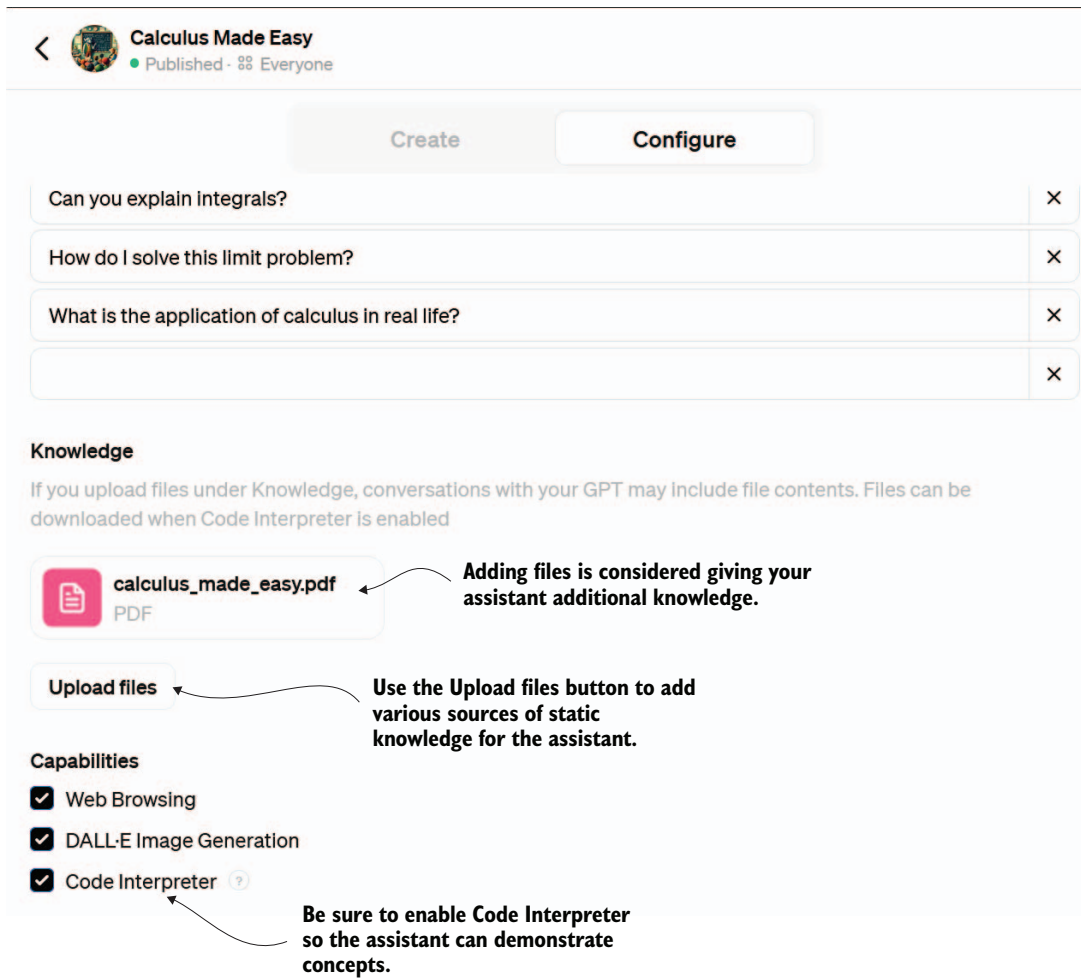 Calculus Made Easy
Published · Everyone
Create
Configure
Can you explain integrals?
How do I solve this limit problem?
What is the application of calculus in real life?
Knowledge
If you upload files under Knowledge, conversations with your GPT may include file contents. Files can be
downloaded when Code Interpreter is enabled
calculus_made_easy.pdf
PDF
Adding files is considered giving your
assistant additional knowledge.
Upload files
Use the Upload files button to add
various sources of static
knowledge for the assistant.
Capabilities
Web Browsing
DALL·E Image Generation
Code Interpreter ?
Be sure to enable Code Interpreter
so the assistant can demonstrate
concepts.